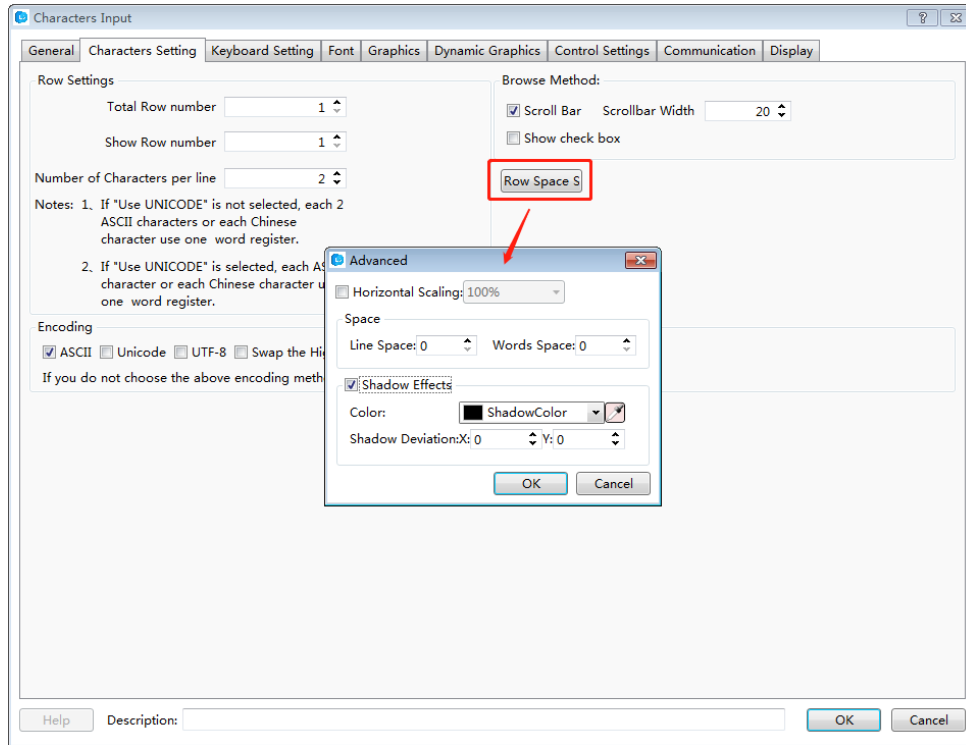 Characters Input
General Characters Setting Keyboard Setting Font Graphics Dynamic Graphics Control Settings Communication Display
Row Settings
Total Row number 1
Show Row number 1
Number of Characters per line 2
Notes: 1、If "Use UNICODE" is not selected, each 2
ASCII characters or each Chinese
character use one word register.
2、If "Use UNICODE" is selected, each AS
character or each Chinese character u
one word register.
Browse Method:
Scroll Bar Scrollbar Width 20
Show check box
Row Space S
Encoding
ASCII Unicode UTF-8 Swap the Hi
If you do not choose the above encoding meth
Advanced
Horizontal Scaling: 100%
Space
Line Space: 0 Words Space: 0
Shadow Effects
Color: ShadowColor
Shadow Deviation:X: 0 Y: 0
OK Cancel
Help Description: OK Cancel